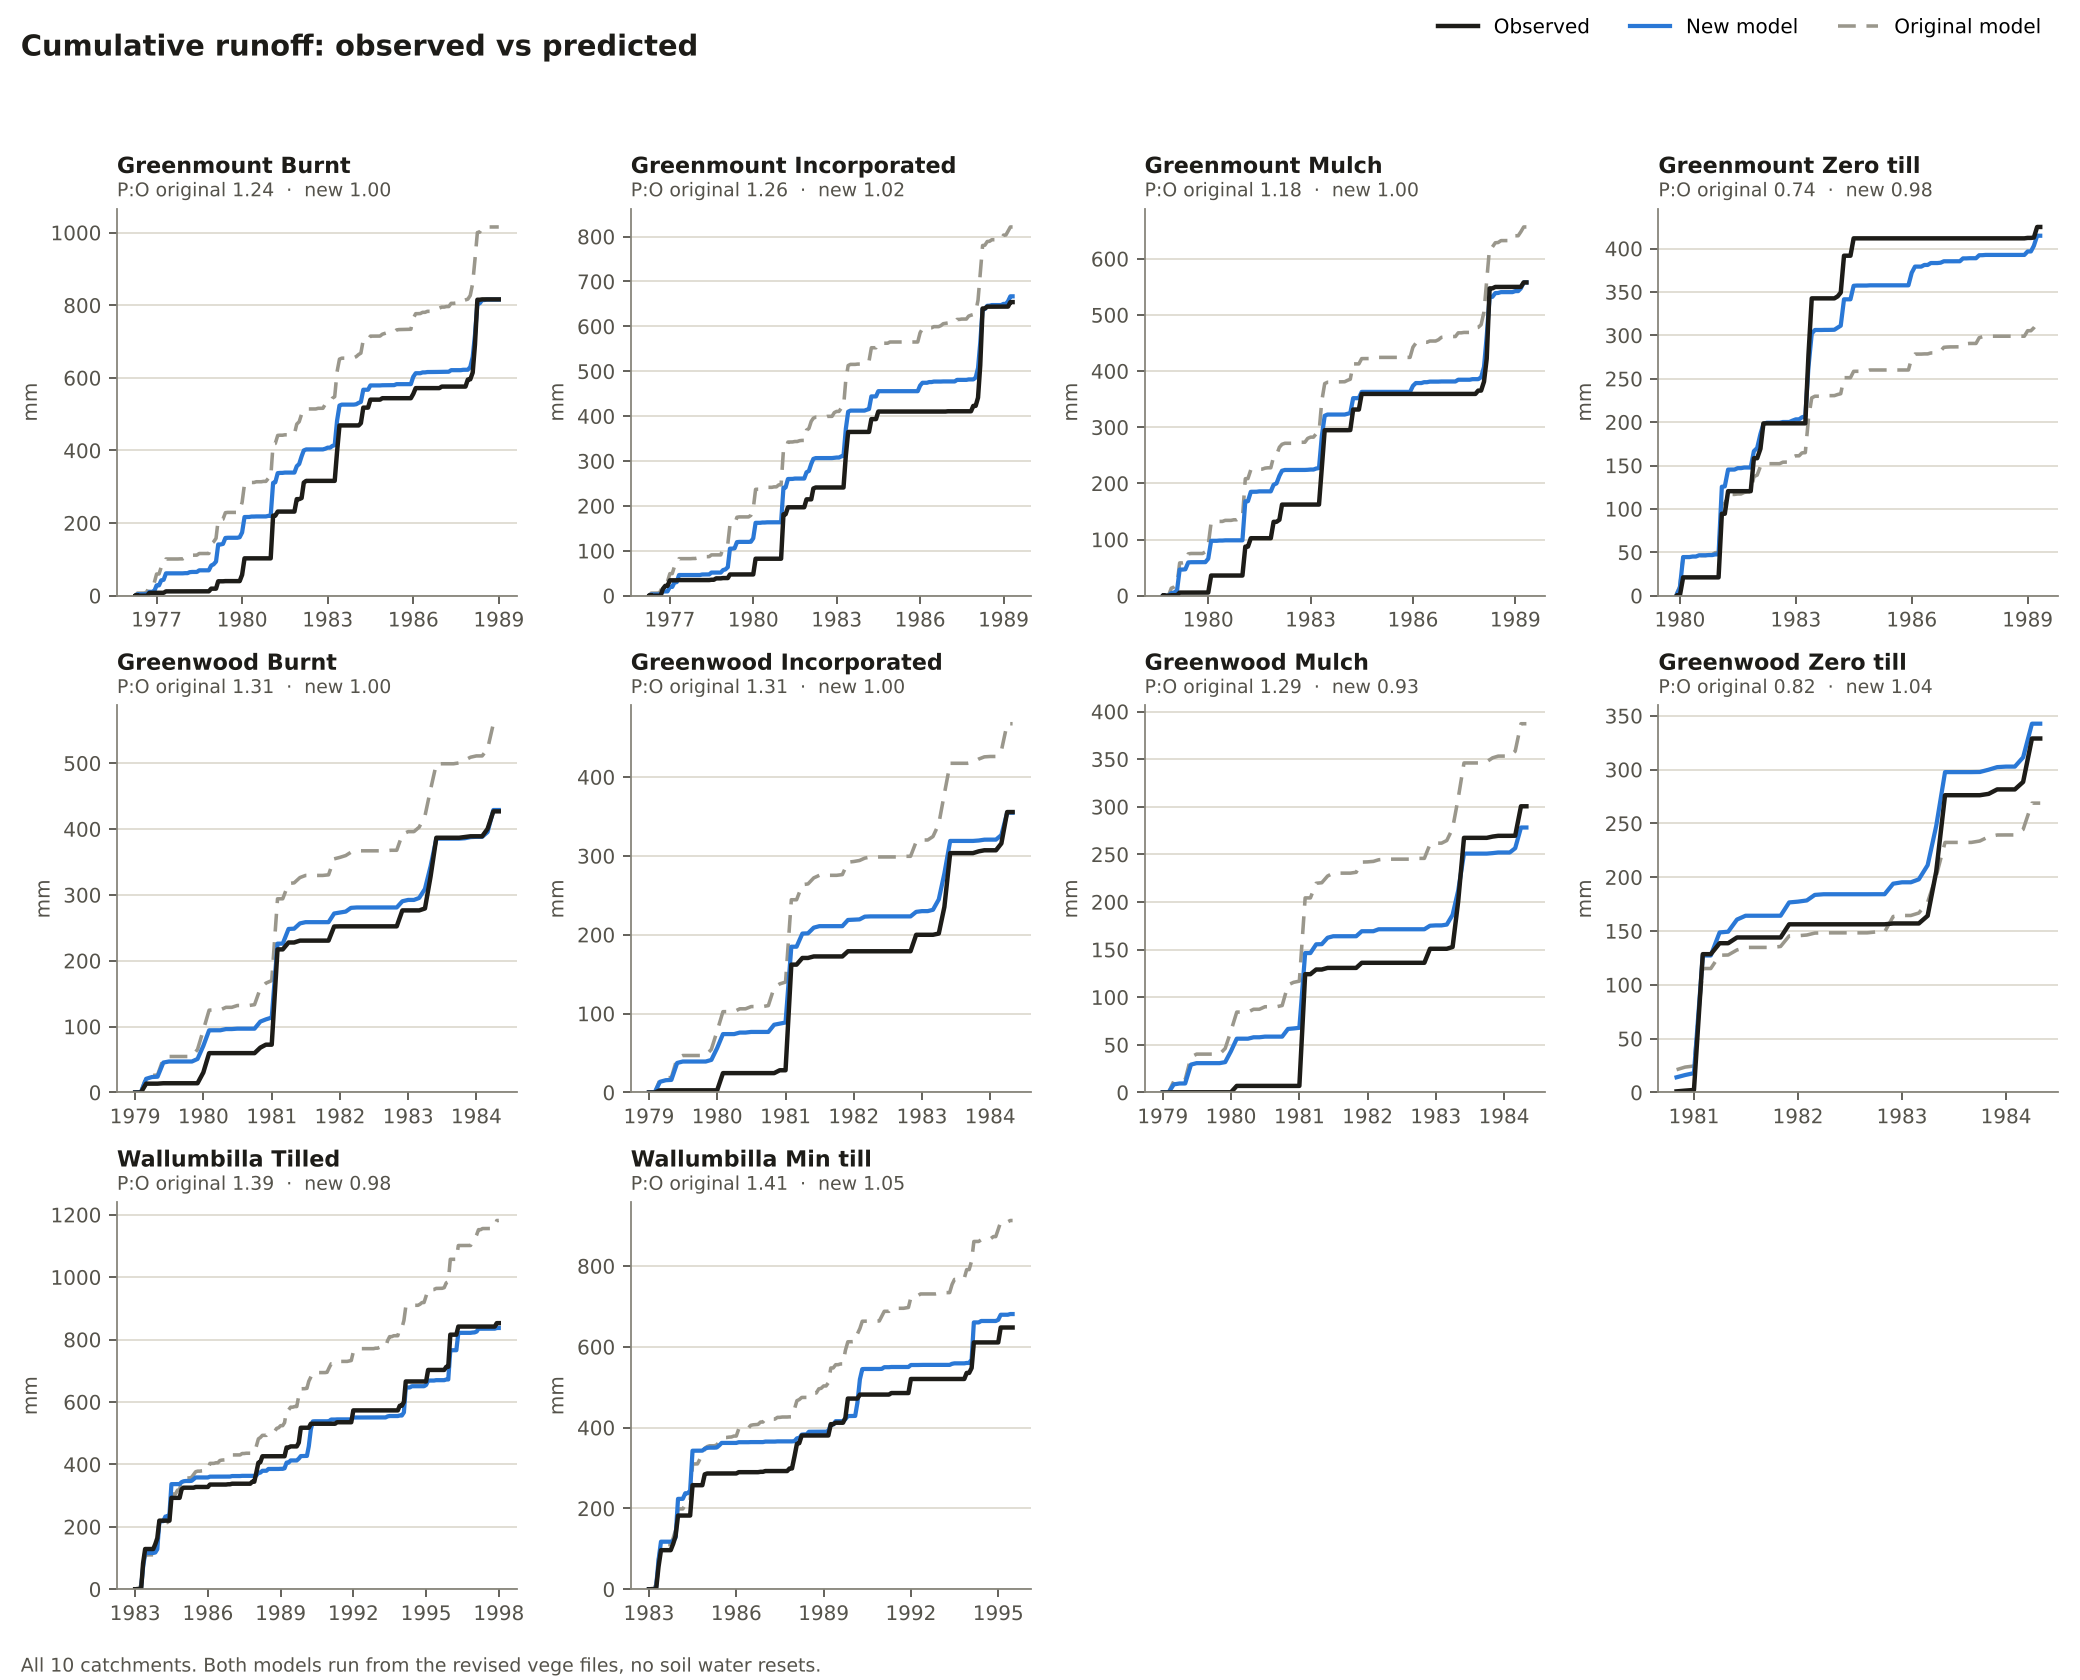 Cumulative runoff: observed vs predicted
Observed
New model
Original model
Greenmount Burnt
P:O original 1.24 · new 1.00
1000
800
600
400
200
0
mm
1977 1980 1983 1986 1989
Greenmount Incorporated
P:O original 1.26 · new 1.02
800
700
600
500
400
300
200
100
0
mm
1977 1980 1983 1986 1989
Greenmount Mulch
P:O original 1.18 · new 1.00
600
500
400
300
200
100
0
mm
1980 1983 1986 1989
Greenmount Zero till
P:O original 0.74 · new 0.98
400
350
300
250
200
150
100
50
0
mm
1980 1983 1986 1989
Greenwood Burnt
P:O original 1.31 · new 1.00
500
400
300
200
100
0
mm
1979 1980 1981 1982 1983 1984
Greenwood Incorporated
P:O original 1.31 · new 1.00
400
300
200
100
0
mm
1979 1980 1981 1982 1983 1984
Greenwood Mulch
P:O original 1.29 · new 0.93
400
350
300
250
200
150
100
50
0
mm
1979 1980 1981 1982 1983 1984
Greenwood Zero till
P:O original 0.82 · new 1.04
350
300
250
200
150
100
50
0
mm
1981 1982 1983 1984
Wallumbilla Tilled
P:O original 1.39 · new 0.98
1200
1000
800
600
400
200
0
mm
1983 1986 1989 1992 1995 1998
Wallumbilla Min till
P:O original 1.41 · new 1.05
800
600
400
200
0
mm
1983 1986 1989 1992 1995
All 10 catchments. Both models run from the revised vege files, no soil water resets.